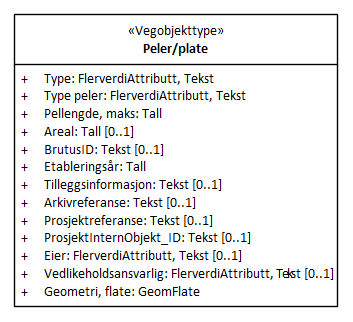 «Vegobjekttype»
Peler/plate
+ Type: FlerverdiAttributt, Tekst
+ Type peler: FlerverdiAttributt, Tekst
+ Pellengde, maks: Tall
+ Areal: Tall [0..1]
+ BrutusID: Tekst [0..1]
+ Etableringsår: Tall
+ Tilleggsinformasjon: Tekst [0..1]
+ Arkivreferanse: Tekst [0..1]
+ Prosjektreferanse: Tekst [0..1]
+ ProsjektInternObjekt_ID: Tekst [0..1]
+ Eier: FlerverdiAttributt, Tekst [0..1]
+ Vedlikeholdsansvarlig: FlerverdiAttributt, Tekst [0..1]
+ Geometri, flate: GeomFlate